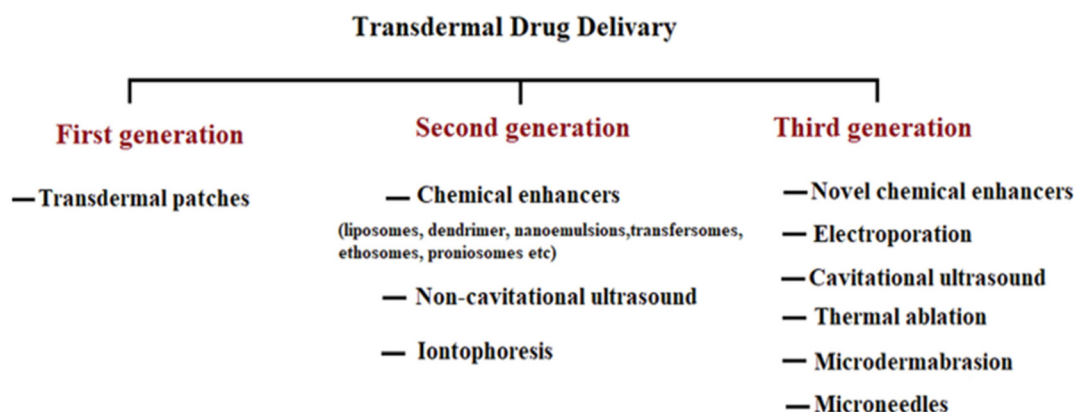 Transdermal Drug Delivary
First generation
Transdermal patches
Second generation
Chemical enhancers
(liposomes, dendrimer, nanoemulsions,transfersomes,
ethosomes, proniosomes etc)
Non-cavitational ultrasound
Iontophoresis
Third generation
Novel chemical enhancers
Electroporation
Cavitational ultrasound
Thermal ablation
Microdermabrasion
Microneedles